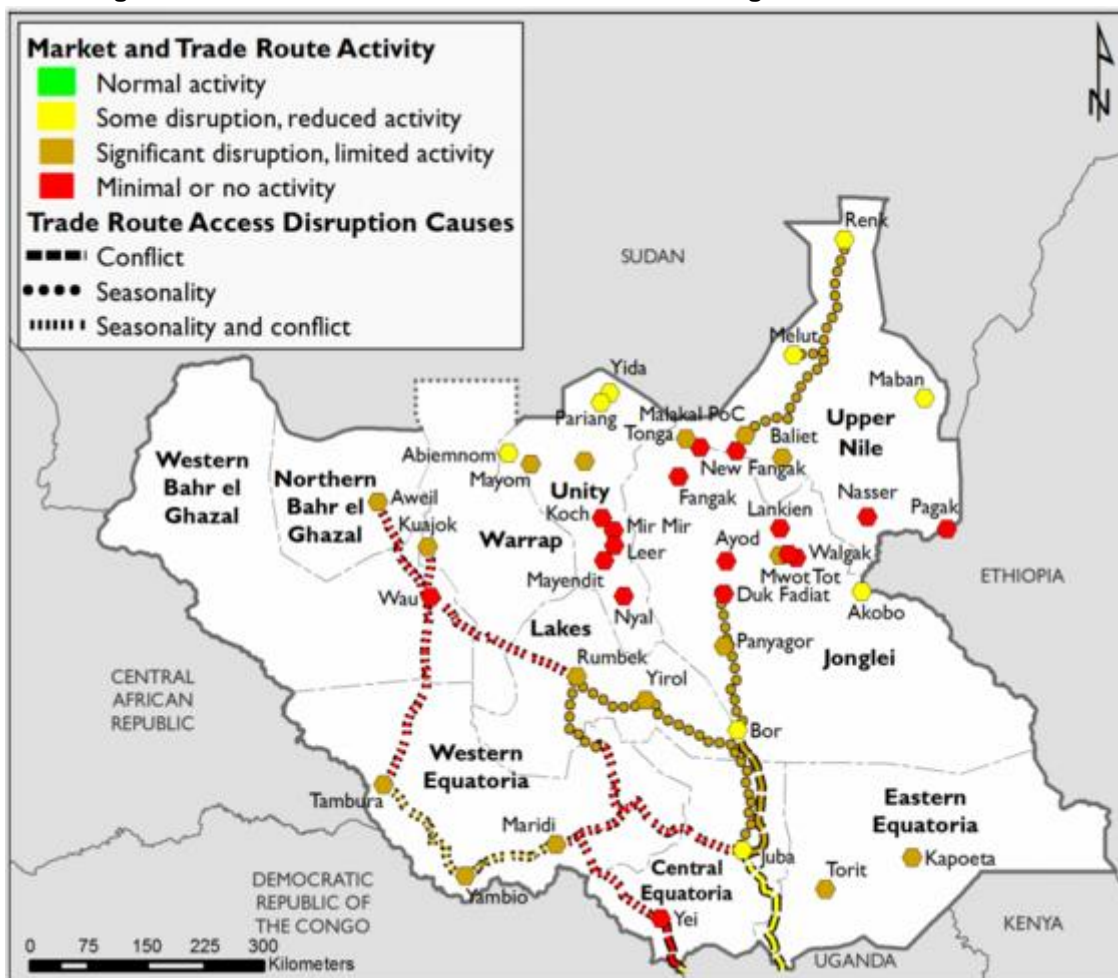 Market and Trade Route Activity
Normal activity
Some disruption, reduced activity
Significant disruption, limited activity
Minimal or no activity
Trade Route Access Disruption Causes
Conflict
Seasonality
Seasonality and conflict
N
SUDAN
Renk
Melut
Yida
Maban
Pariang
Malakal PoC
Upper
Nile
Tonga
Baliet
Abiemnom
Mayom
New Fangak
Western
Bahr el
Ghazal
Northern
Bahr el
Ghazal
Aweil
Unity
Fangak
Nasser
Pagak
Kuajok
Koch
Lankien
Warrap
Mir Mir
Leer
Ayod
Walgak
Mayendit
Mwot Tot
ETHIOPIA
Wau
Nyal
Duk Fadiat
Akobo
Lakes
Panyagor
Jonglei
Rumbek
Yirol
CENTRAL
AFRICAN
REPUBLIC
Bor
Western
Equatoria
Tambura
Eastern
Equatoria
Maridi
Juba
Kapoeta
Central
Equatoria
Torit
Yambio
DEMOCRATIC
REPUBLIC OF
THE CONGO
Yei
KENYA
UGANDA
0 75 150 225 300
Kilometers